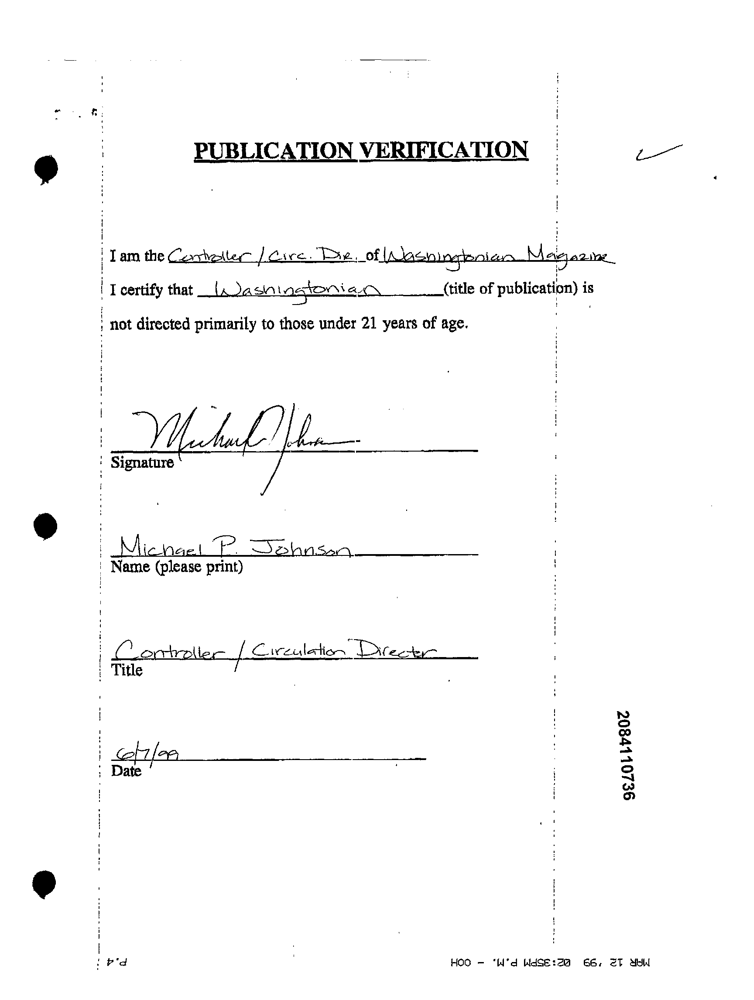 PUBLICATION VERIFICATION
I am the Controller / Circ. Dir. of Washingtonian Magazine
I certify that Washingtonian (title of publication) is
not directed primarily to those under 21 years of age.
Michael Johnson
Signature
Michael P. Johnson
Name (please print)
Controller / Circulation Director
Title
6/7/99
Date
2084110736
P.4
MAR 12 '99 02:35PM P.M. - OOH